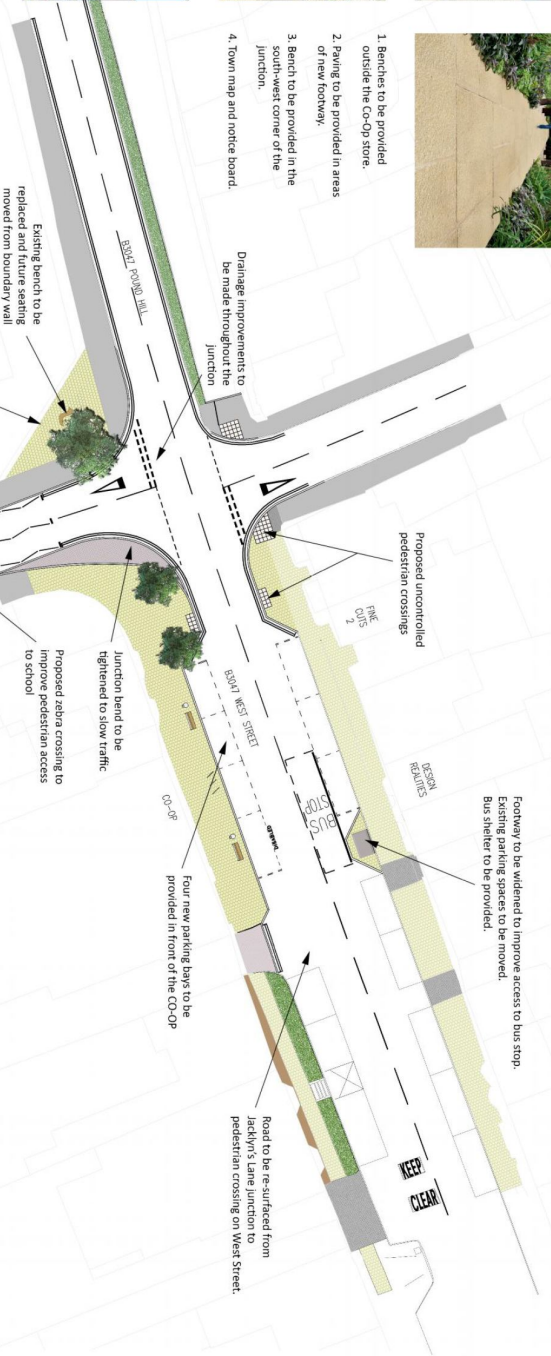 1. Benches to be provided
outside the Co-Op store.
2. Paving to be provided in areas
of new footway.
3. Bench to be provided in the
south-west corner of the
junction.
4. Town map and notice board.
Drainage improvements to
be made throughout the
junction
B3047 POUND HILL
Existing bench to be
replaced and future seating
moved from boundary wall
Proposed uncontrolled
pedestrian crossings
FINE
CUTS
2
DESIGN
REALITIES
Footway to be widened to improve access to bus stop.
Existing parking spaces to be moved.
Bus shelter to be provided.
BUS
STOP
B3047 WEST STREET
CO-OP
Junction bend to be
tightened to slow traffic
Proposed zebra crossing to
improve pedestrian access
to school
Four new parking bays to be
provided in front of the CO-OP
Road to be re-surfaced from
Jacklyn's Lane junction to
pedestrian crossing on West Street.
KEEP
CLEAR